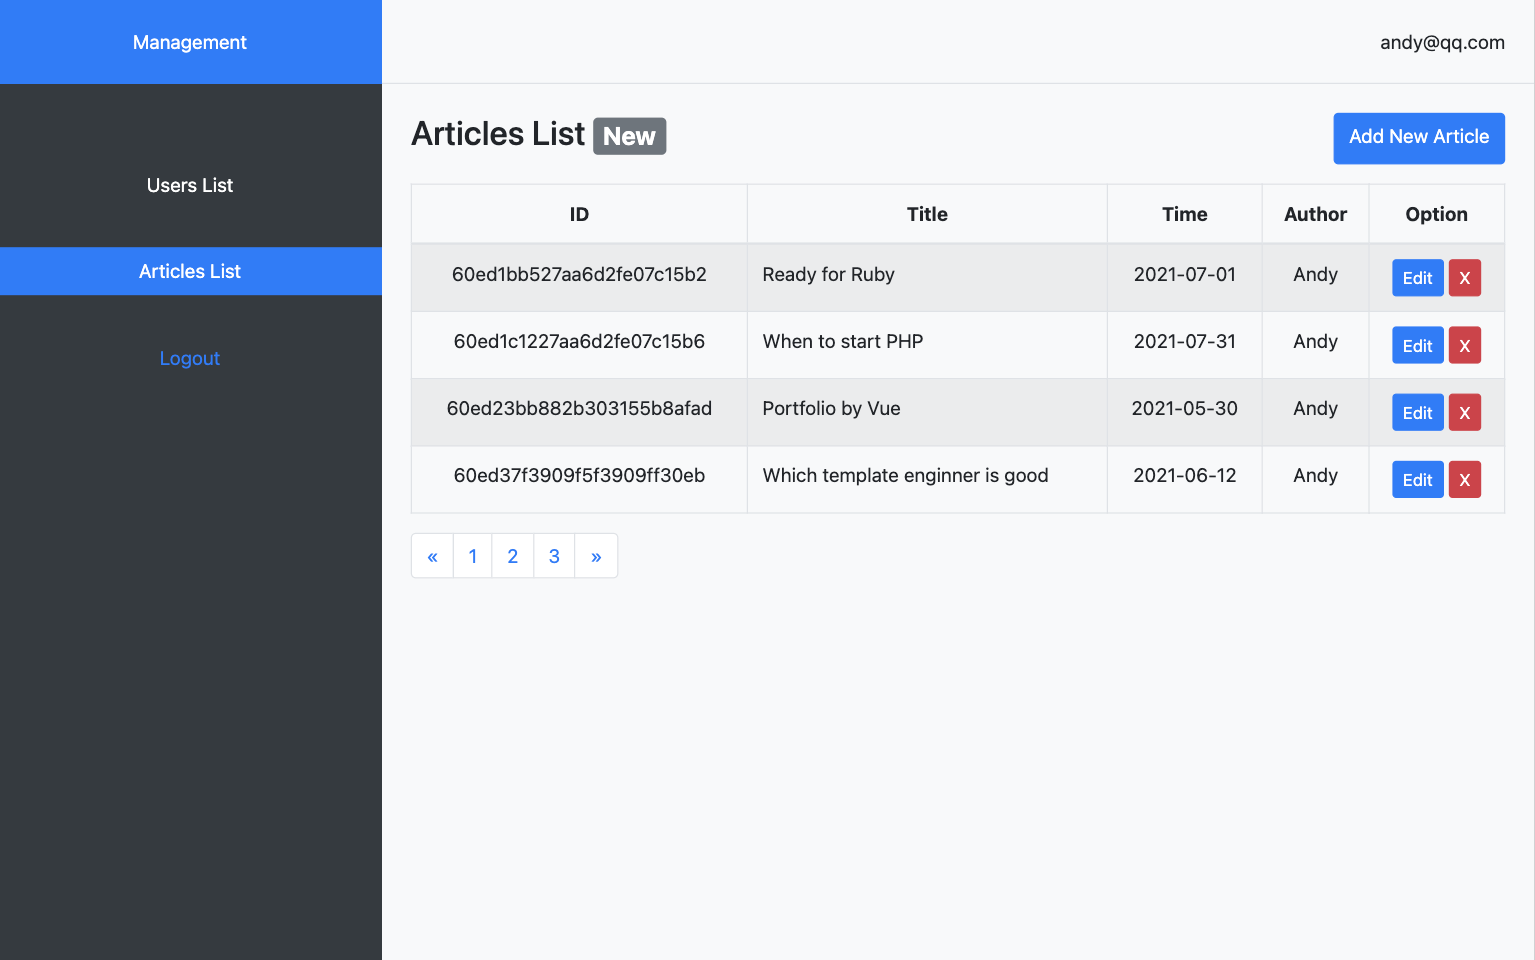 Management
andy@qq.com
Users List
Articles List
Logout
Articles List New
Add New Article
ID Title Time Author Option
60ed1bb527aa6d2fe07c15b2 Ready for Ruby 2021-07-01 Andy Edit X
60ed1c1227aa6d2fe07c15b6 When to start PHP 2021-07-31 Andy Edit X
60ed23bb882b303155b8afad Portfolio by Vue 2021-05-30 Andy Edit X
60ed37f3909f5f3909ff30eb Which template enginner is good 2021-06-12 Andy Edit X
« 1 2 3 »